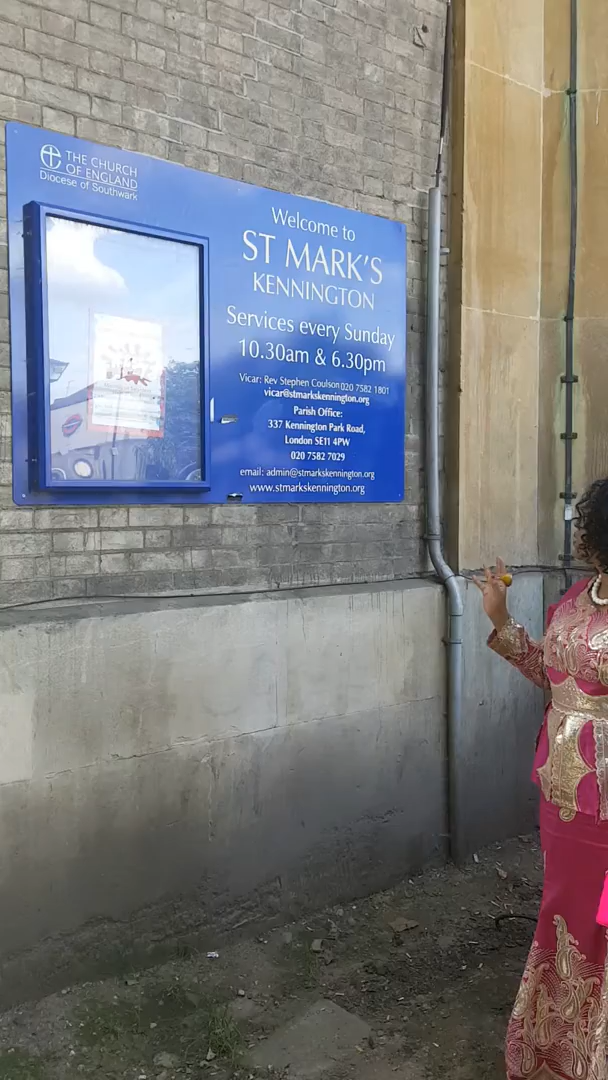 THE CHURCH
OF ENGLAND
Diocese of Southwark
Welcome to
ST MARK'S
KENNINGTON
Services every Sunday
10.30am & 6.30pm
Vicar: Rev Stephen Coulson 020 7582 1801
vicar@stmarkskennington.org
Parish Office:
337 Kennington Park Road,
London SE11 4PW
020 7582 7029
email: admin@stmarkskennington.org
www.stmarkskennington.org